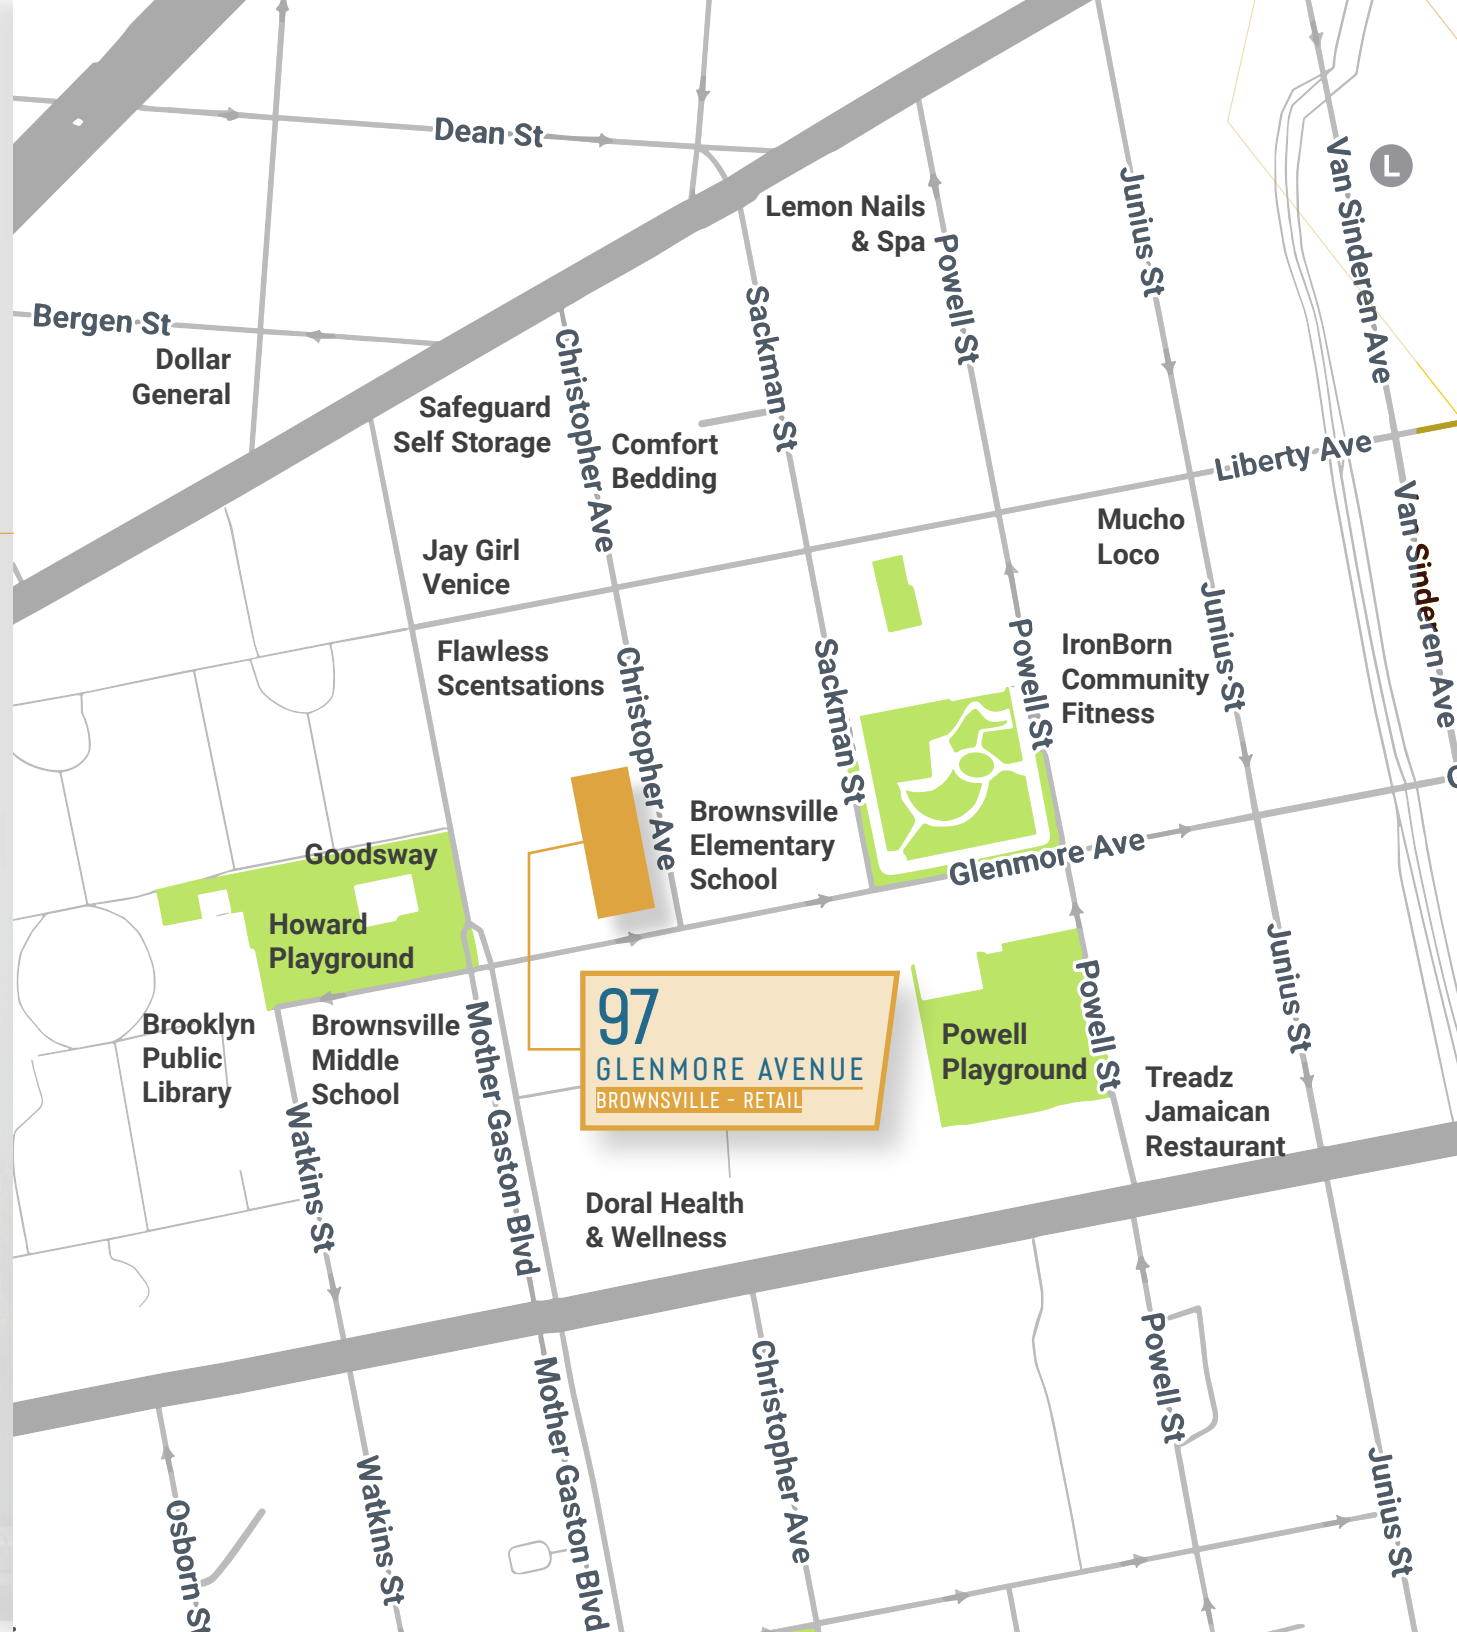 Dean St
L
Van Sinderen Ave
Junius St
Lemon Nails
& Spa
Powell St
Sackman St
Bergen St
Dollar
General
Christopher Ave
Safeguard
Self Storage
Comfort
Bedding
Liberty Ave
Van Sinderen Ave
Mucho
Loco
Jay Girl
Venice
Junius St
Powell St
IronBorn
Community
Fitness
Sackman St
Flawless
Scentsations
Christopher Ave
Brownsville
Elementary
School
Glenmore Ave
Goodsway
Howard
Playground
Junius St
Powell St
97
GLENMORE AVENUE
BROWNSVILLE - RETAIL
Powell
Playground
Brooklyn
Public
Library
Brownsville
Middle
School
Mother Gaston Blvd
Watkins St
Treadz
Jamaican
Restaurant
Doral Health
& Wellness
Powell St
Christopher Ave
Mother Gaston Blvd
Watkins St
Osborn St
Junius St